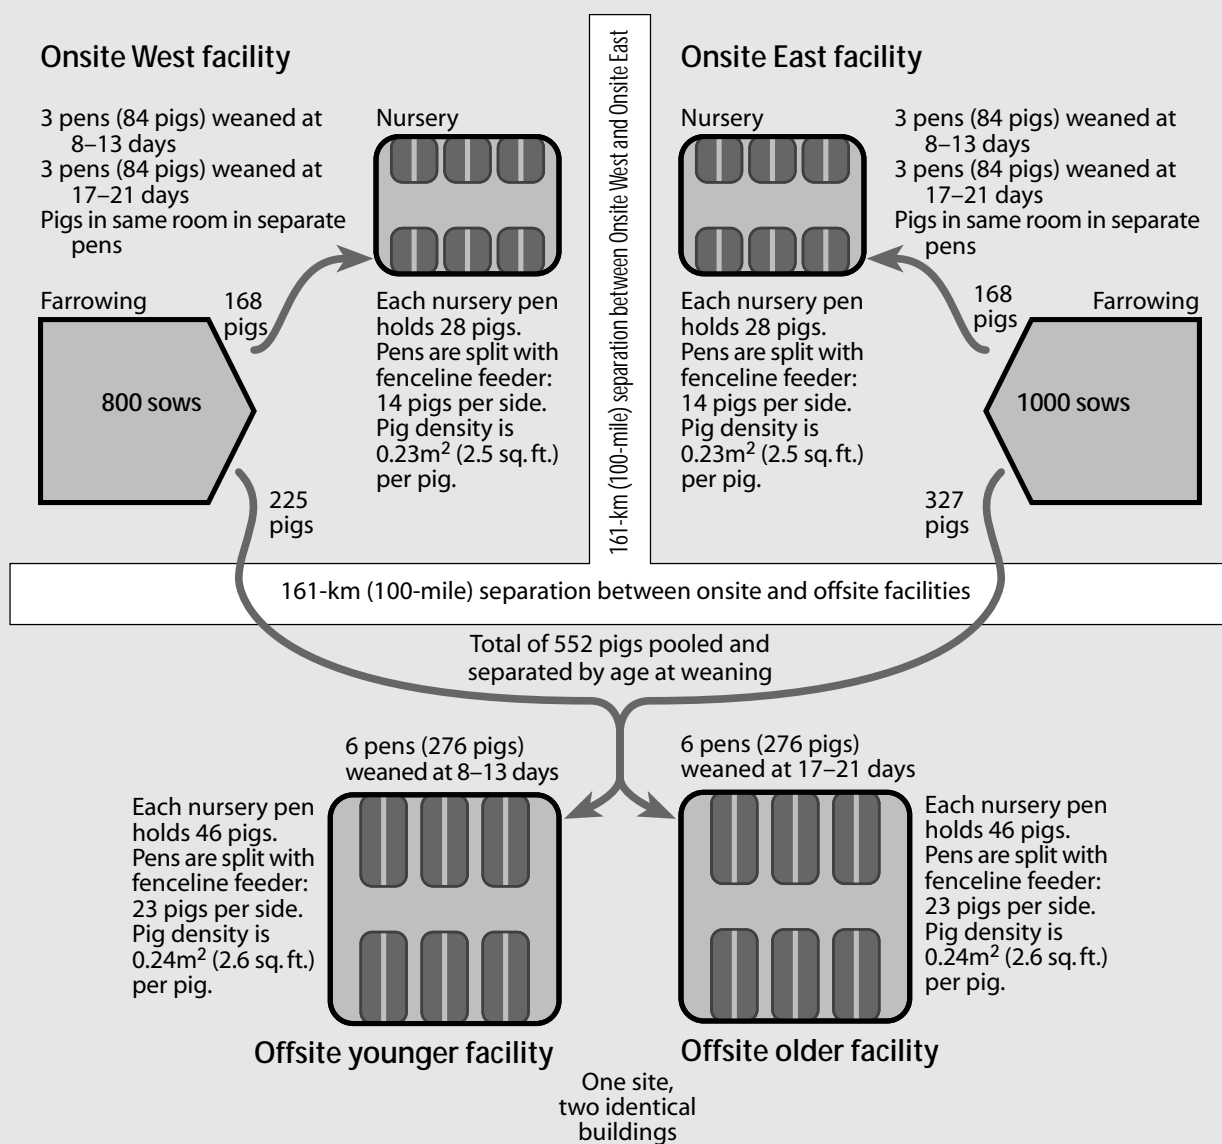 Onsite West facility
3 pens (84 pigs) weaned at
8–13 days
3 pens (84 pigs) weaned at
17–21 days
Pigs in same room in separate
pens
Nursery
Farrowing
168
pigs
800 sows
225
pigs
Each nursery pen
holds 28 pigs.
Pens are split with
fenceline feeder:
14 pigs per side.
Pig density is
0.23m² (2.5 sq. ft.)
per pig.
161-km (100-mile) separation between Onsite West and Onsite East
Onsite East facility
Nursery
3 pens (84 pigs) weaned at
8–13 days
3 pens (84 pigs) weaned at
17–21 days
Pigs in same room in separate
pens
Each nursery pen
holds 28 pigs.
Pens are split with
fenceline feeder:
14 pigs per side.
Pig density is
0.23m² (2.5 sq. ft.)
per pig.
168
pigs
Farrowing
1000 sows
327
pigs
161-km (100-mile) separation between onsite and offsite facilities
Total of 552 pigs pooled and
separated by age at weaning
6 pens (276 pigs)
weaned at 8–13 days
Each nursery pen
holds 46 pigs.
Pens are split with
fenceline feeder:
23 pigs per side.
Pig density is
0.24m² (2.6 sq. ft.)
per pig.
Offsite younger facility
6 pens (276 pigs)
weaned at 17–21 days
Each nursery pen
holds 46 pigs.
Pens are split with
fenceline feeder:
23 pigs per side.
Pig density is
0.24m² (2.6 sq. ft.)
per pig.
Offsite older facility
One site,
two identical
buildings